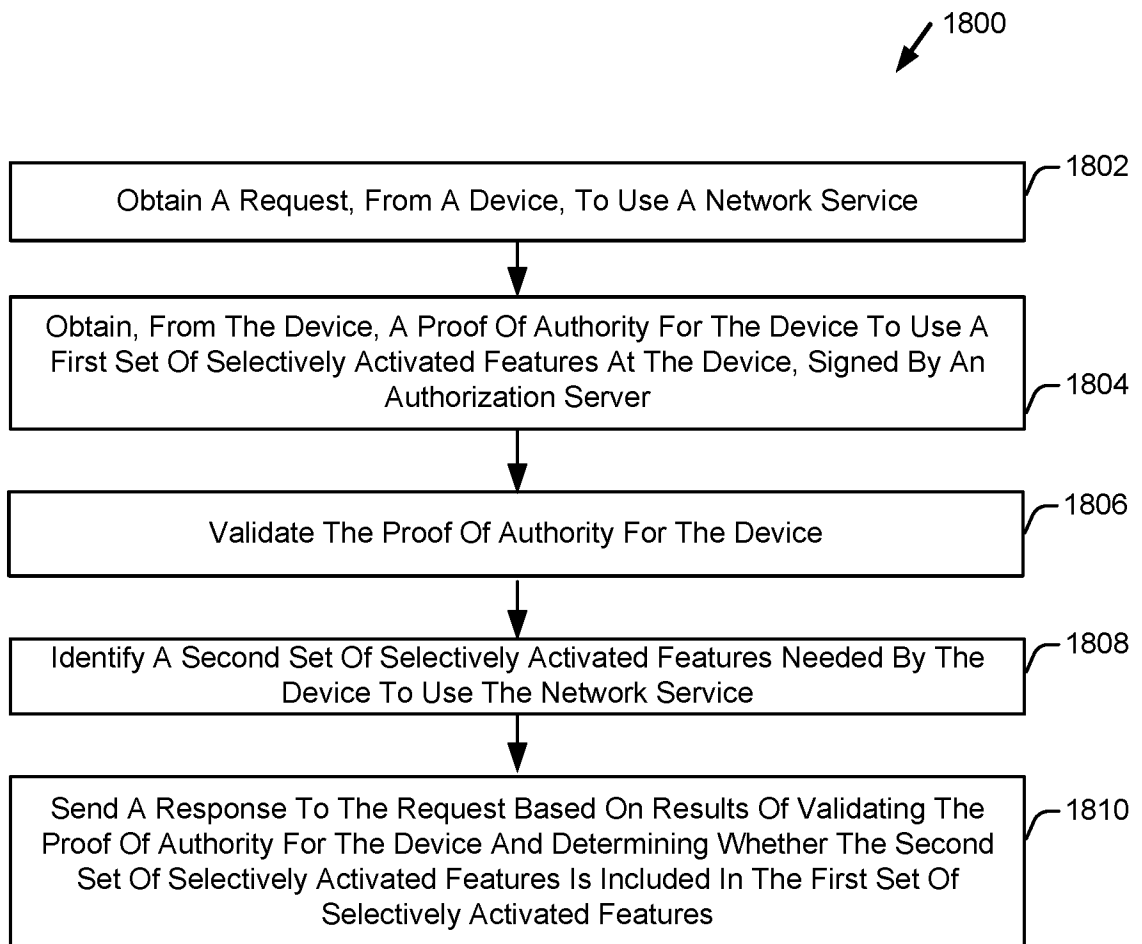 1800
Obtain A Request, From A Device, To Use A Network Service
1802
Obtain, From The Device, A Proof Of Authority For The Device To Use A
First Set Of Selectively Activated Features At The Device, Signed By An
Authorization Server
1804
Validate The Proof Of Authority For The Device
1806
Identify A Second Set Of Selectively Activated Features Needed By The
Device To Use The Network Service
1808
Send A Response To The Request Based On Results Of Validating The
Proof Of Authority For The Device And Determining Whether The Second
Set Of Selectively Activated Features Is Included In The First Set Of
Selectively Activated Features
1810